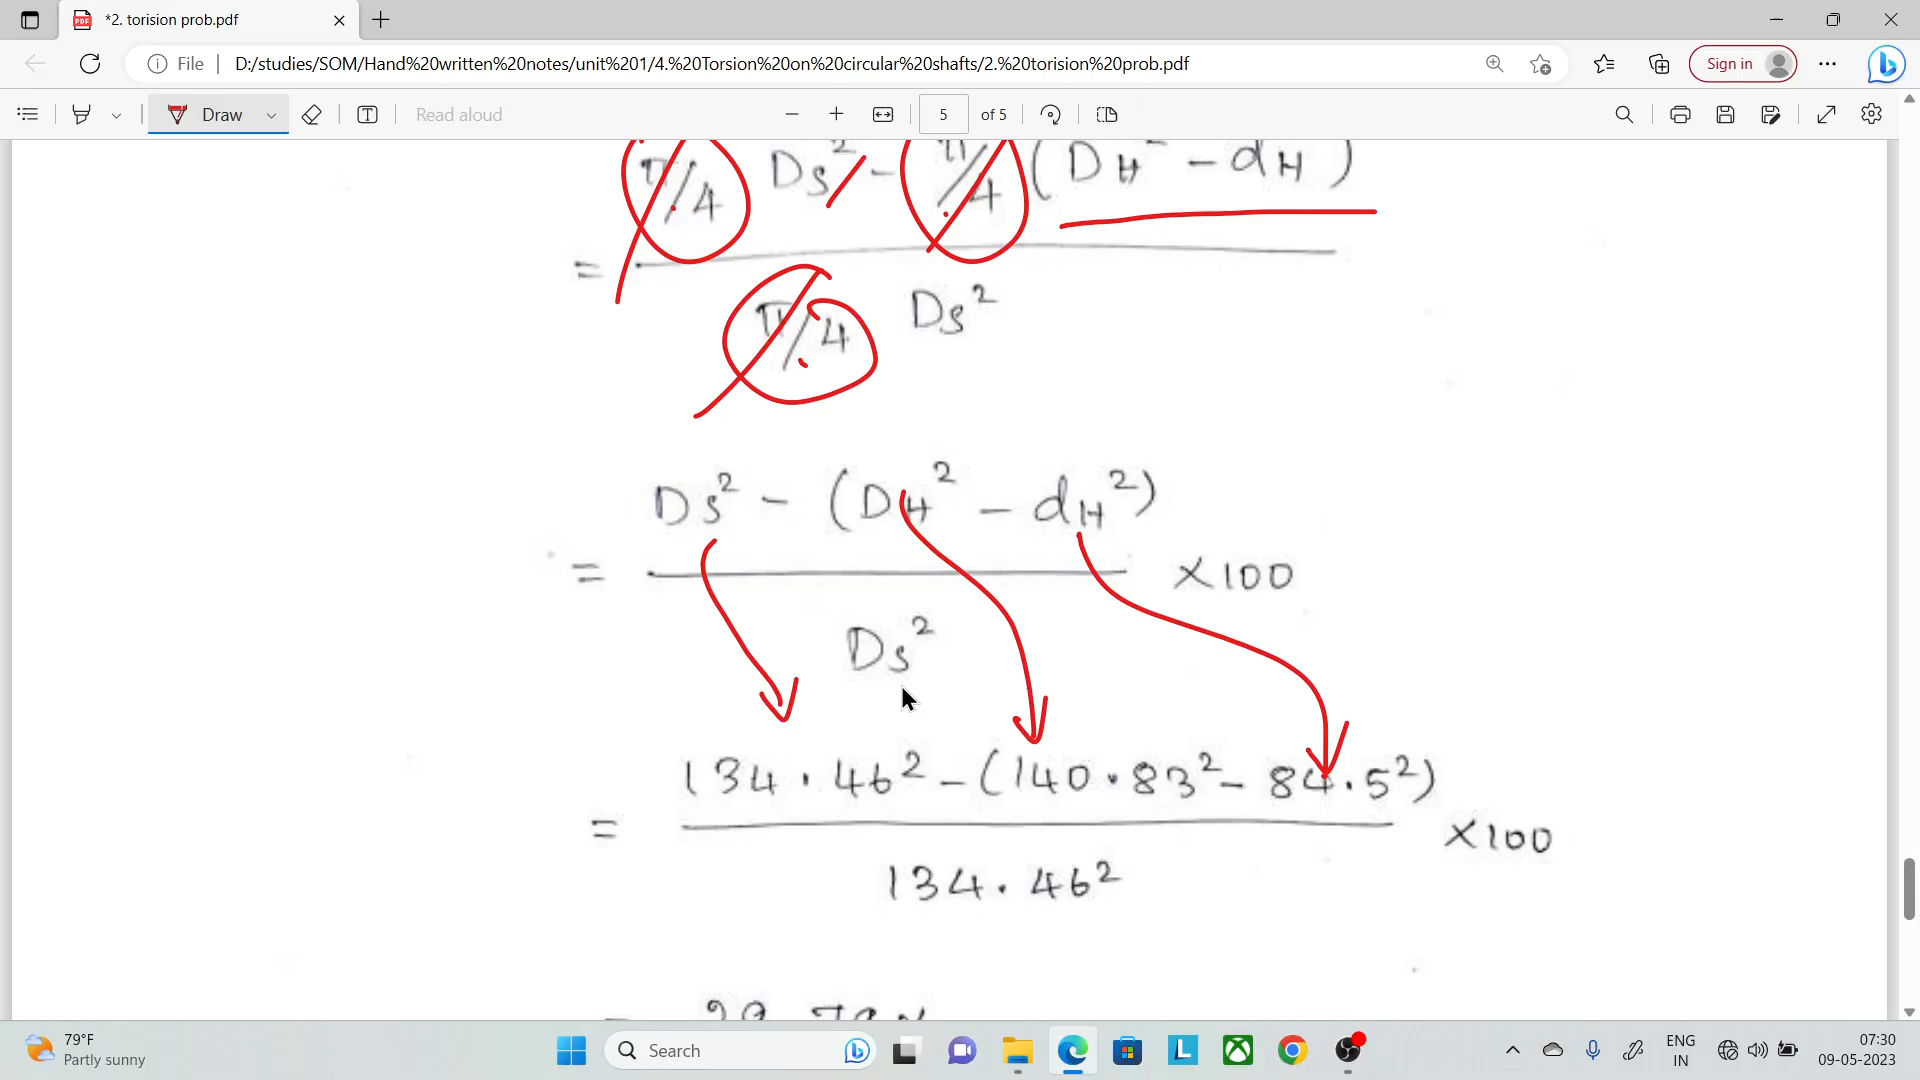 *2. torision prob.pdf
File
D:/studies/SOM/Hand%20written%20notes/unit%201/4.%20Torsion%20on%20circular%20shafts/2.%20torision%20prob.pdf
Sign in
Draw
Read aloud
5 of 5
π/4 Ds² - π/4 (DH² - dH )
=
π/4 Ds²
Ds² - (DH² - dH²)
= × 100
Ds²
134.46² - (140.83² - 84.5²)
= × 100
134.46²
79°F
Partly sunny
Search
ENG
IN
07:30
09-05-2023